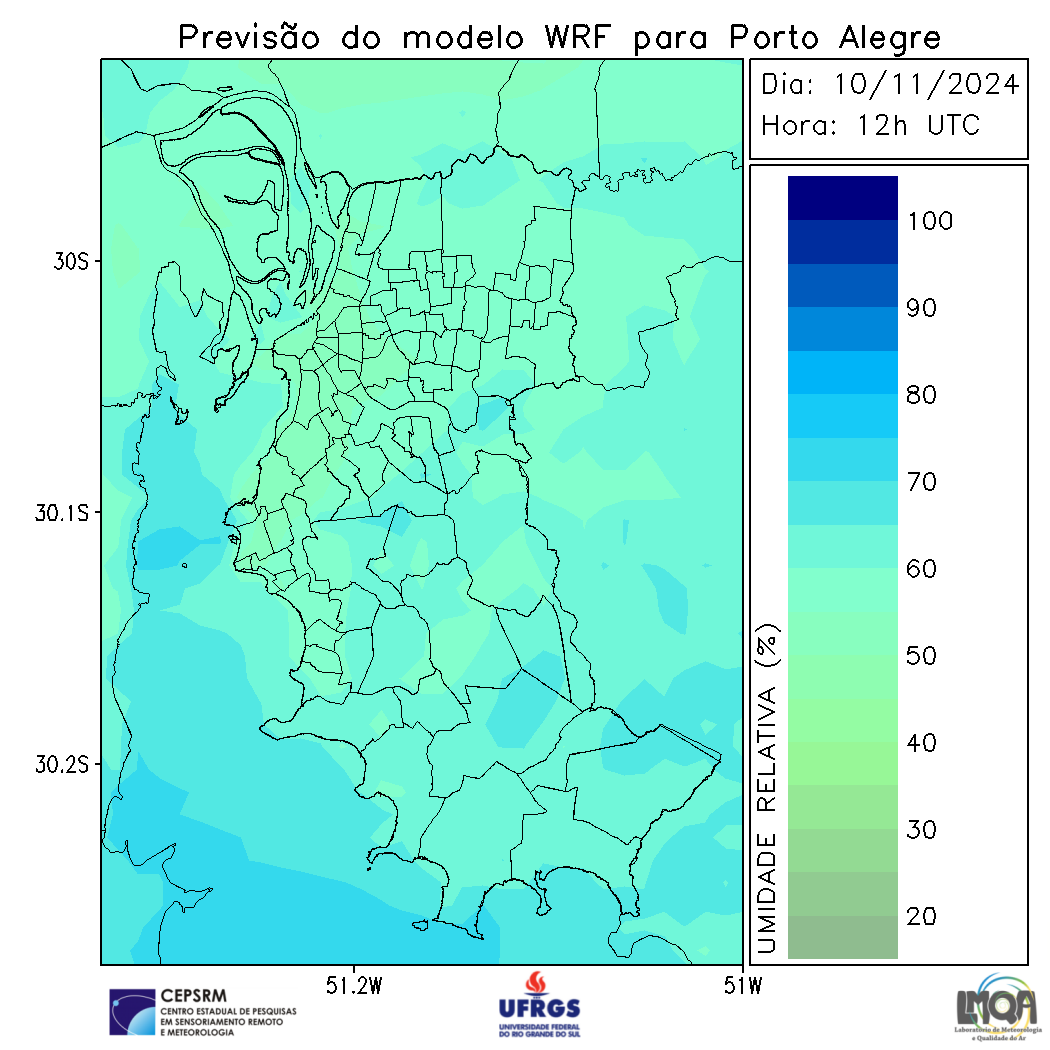 Previsão do modelo WRF para Porto Alegre
Dia: 10/11/2024
Hora: 12h UTC
100
90
80
70
60
50
40
30
20
UMIDADE RELATIVA (%)
30S
30.1S
30.2S
51.2W
51W
CEPSRM
CENTRO ESTADUAL DE PESQUISAS
EM SENSORIAMENTO REMOTO
E METEOROLOGIA
UFRGS
UNIVERSIDADE FEDERAL
DO RIO GRANDE DO SUL
LMQA
Laboratório de Meteorologia
e Qualidade do Ar